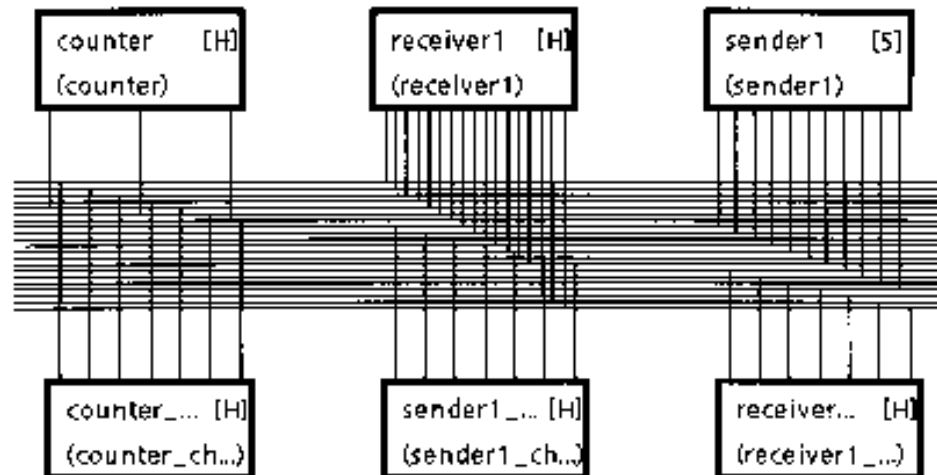 counter [H]
(counter)
receiver1 [H]
(receiver1)
sender1 [S]
(sender1)
counter_... [H]
(counter_ch...)
sender1_... [H]
(sender1_ch...)
receiver... [H]
(receiver1_...)